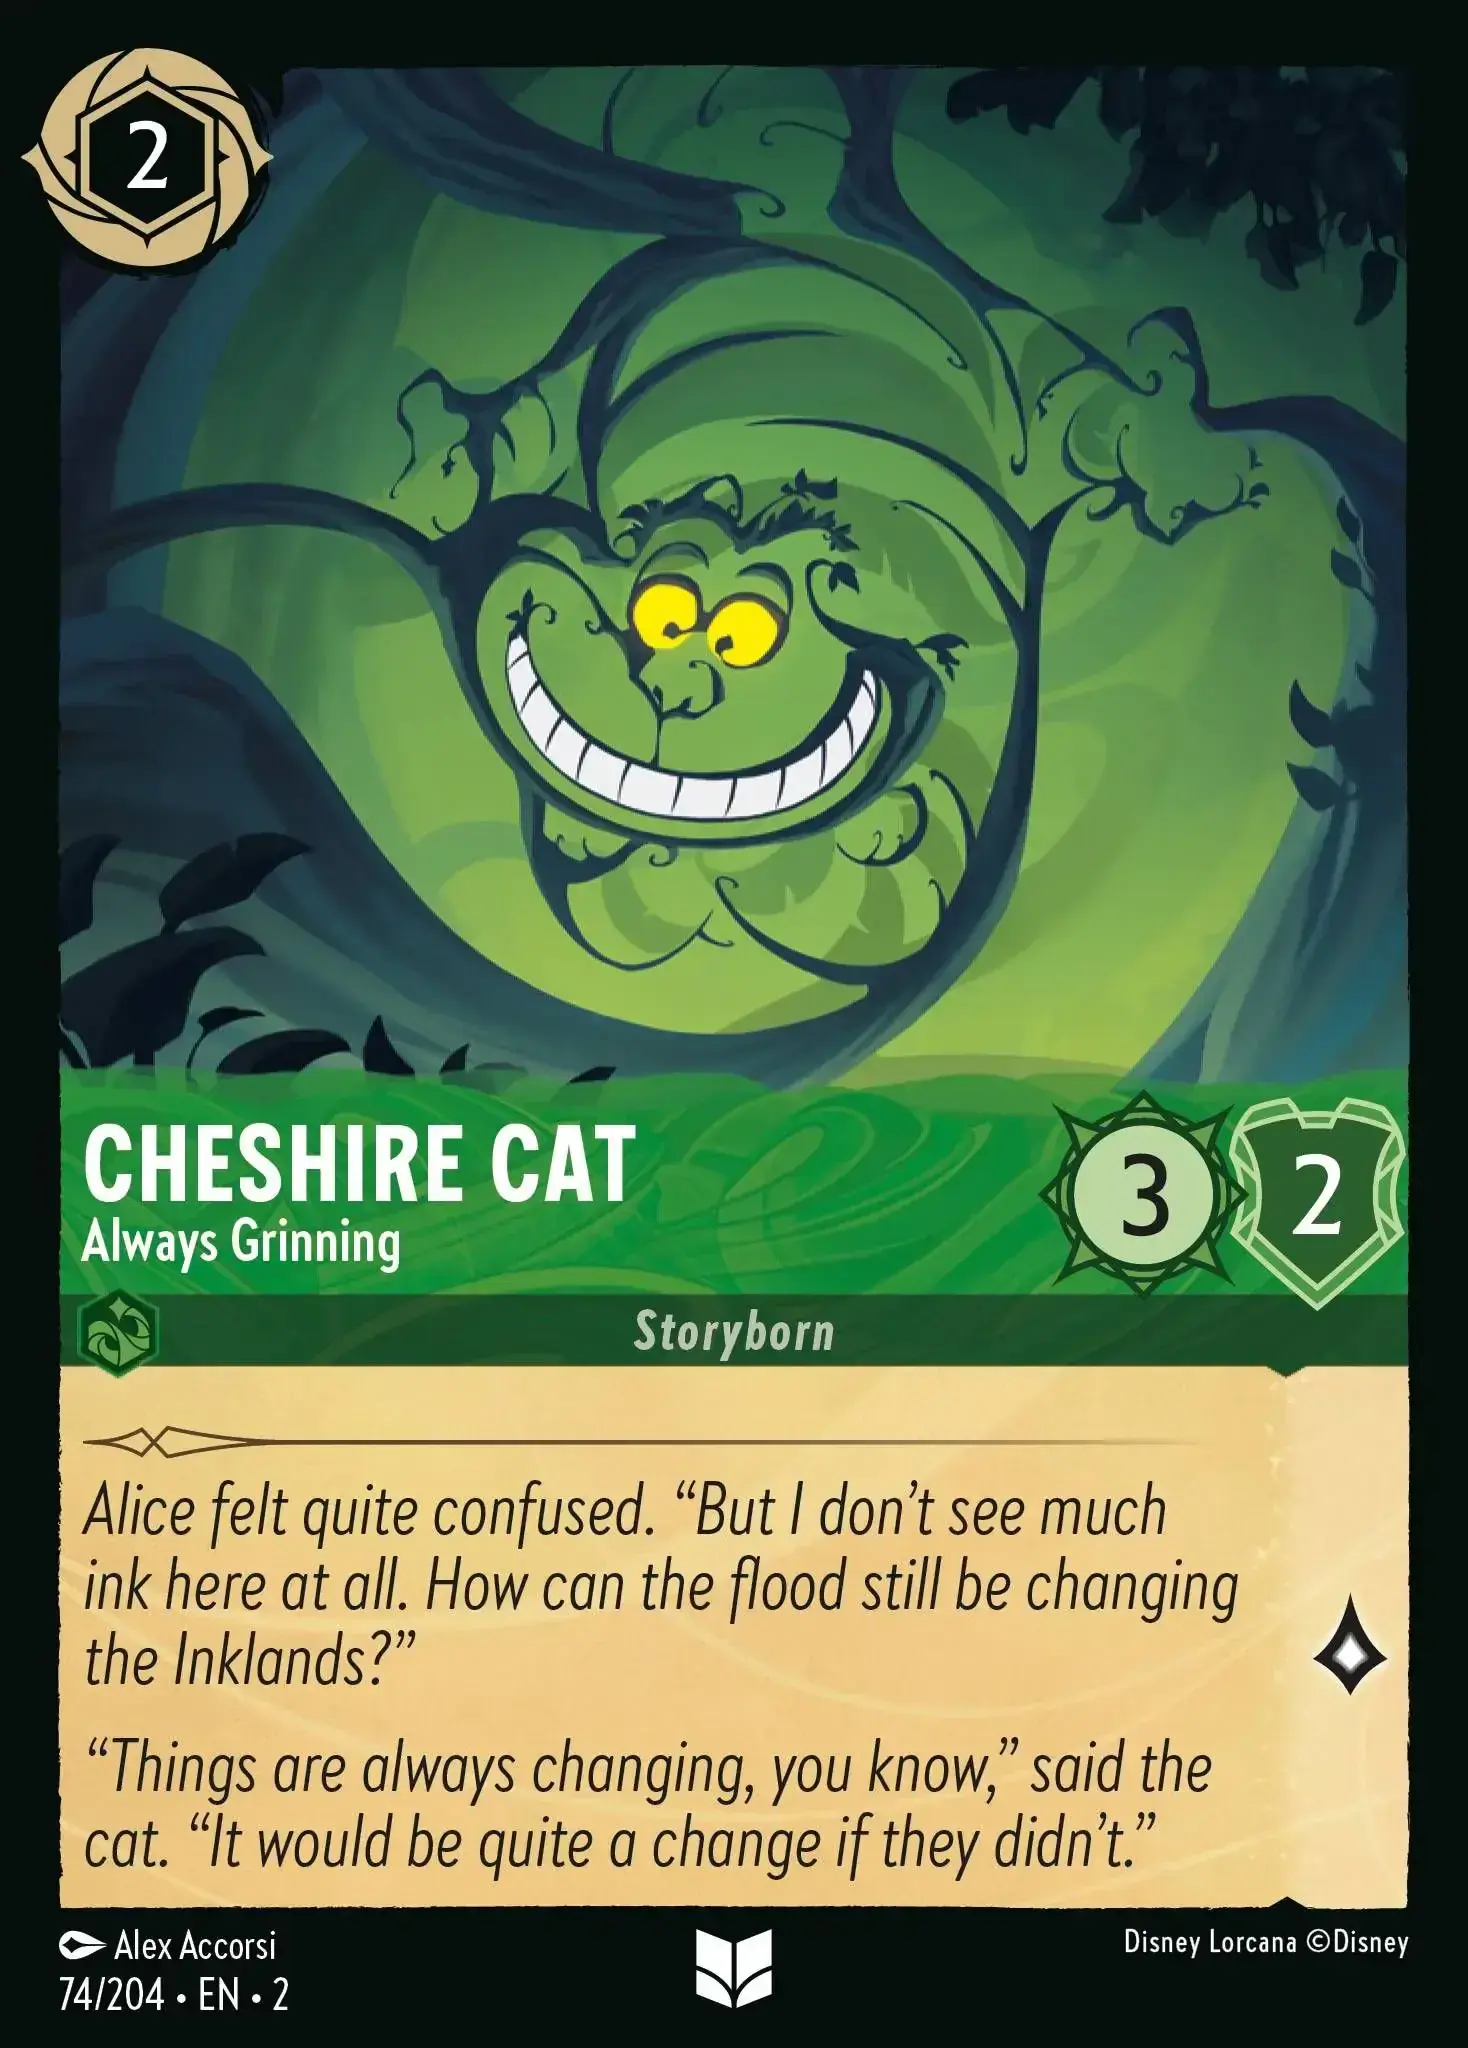 2
CHESHIRE CAT
Always Grinning
3
2
Storyborn
Alice felt quite confused. “But I don’t see much
ink here at all. How can the flood still be changing
the Inklands?”
“Things are always changing, you know,” said the
cat. “It would be quite a change if they didn’t.”
Alex Accorsi
74/204 • EN • 2
Disney Lorcana ©Disney